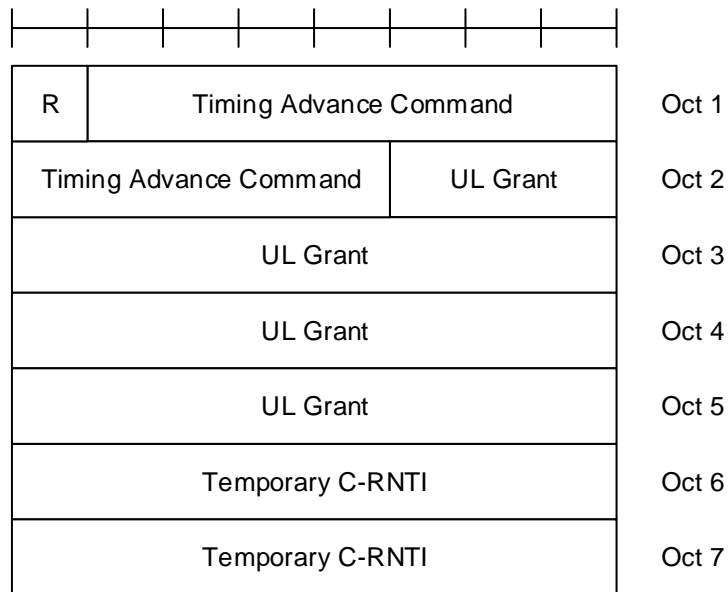 R Timing Advance Command Oct 1
Timing Advance Command UL Grant Oct 2
UL Grant Oct 3
UL Grant Oct 4
UL Grant Oct 5
Temporary C-RNTI Oct 6
Temporary C-RNTI Oct 7